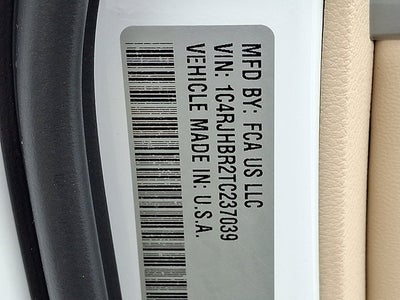 MFD BY: FCA US LLC
VIN: 1C4RJHBR2TC237039
VEHICLE MADE IN: U.S.A.